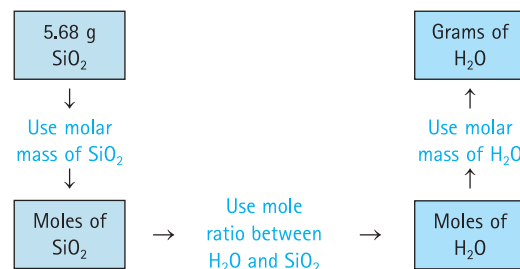 5.68 g
SiO₂
Grams of
H₂O
↓
↑
Use molar
mass of SiO₂
Use molar
mass of H₂O
↓
↑
Moles of
SiO₂
→
Use mole
ratio between
H₂O and SiO₂
→
Moles of
H₂O